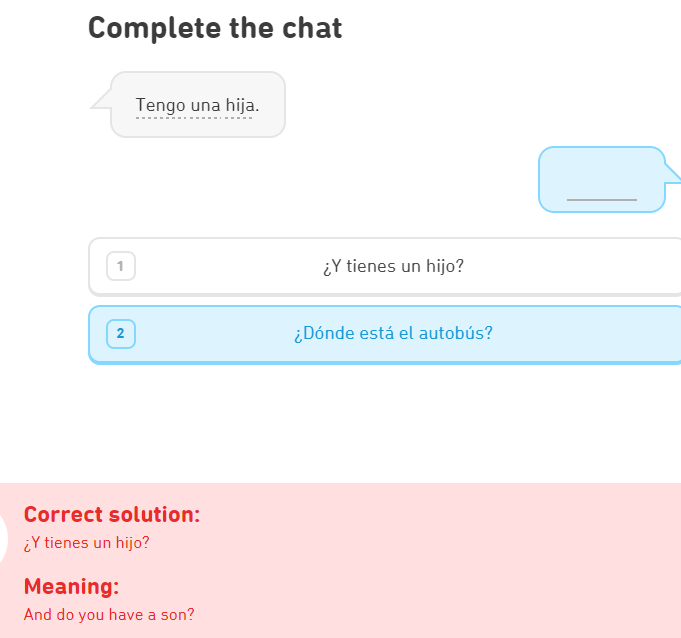 Complete the chat
Tengo una hija.
1
¿Y tienes un hijo?
2
¿Dónde está el autobús?
Correct solution:
¿Y tienes un hijo?
Meaning:
And do you have a son?